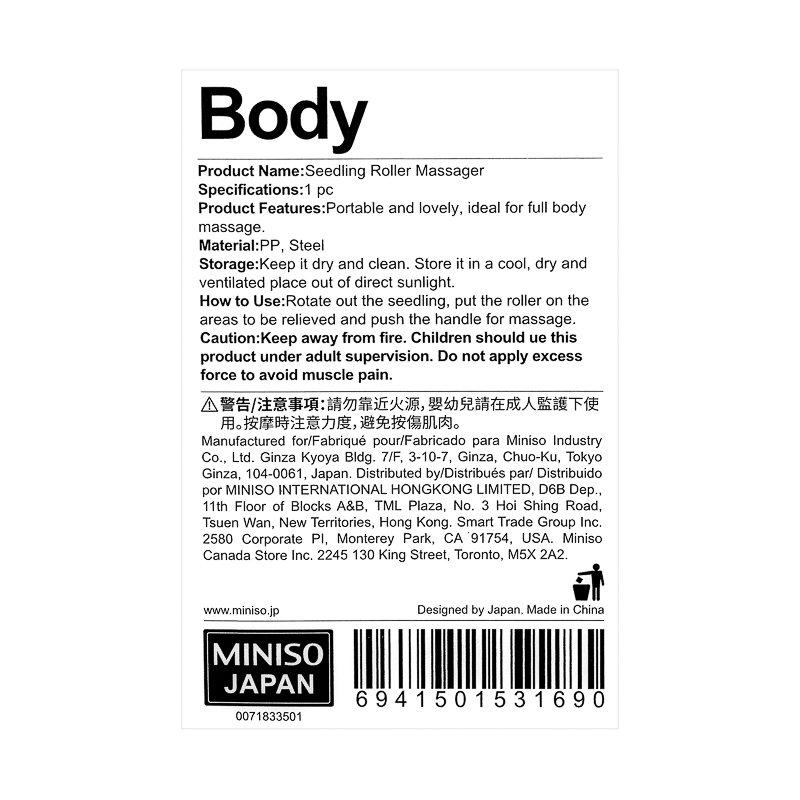 Body
Product Name:Seedling Roller Massager
Specifications:1 pc
Product Features:Portable and lovely, ideal for full body
massage.
Material:PP, Steel
Storage:Keep it dry and clean. Store it in a cool, dry and
ventilated place out of direct sunlight.
How to Use:Rotate out the seedling, put the roller on the
areas to be relieved and push the handle for massage.
Caution:Keep away from fire. Children should ue this
product under adult supervision. Do not apply excess
force to avoid muscle pain.
警告/注意事項:請勿靠近火源,嬰幼兒請在成人監護下使
用。按摩時注意力度,避免按傷肌肉。
Manufactured for/Fabriqué pour/Fabricado para Miniso Industry
Co., Ltd. Ginza Kyoya Bldg. 7/F, 3-10-7, Ginza, Chuo-Ku, Tokyo
Ginza, 104-0061, Japan. Distributed by/Distribués par/ Distribuido
por MINISO INTERNATIONAL HONGKONG LIMITED, D6B Dep.,
11th Floor of Blocks A&B, TML Plaza, No. 3 Hoi Shing Road,
Tsuen Wan, New Territories, Hong Kong. Smart Trade Group Inc.
2580 Corporate Pl, Monterey Park, CA 91754, USA. Miniso
Canada Store Inc. 2245 130 King Street, Toronto, M5X 2A2.
www.miniso.jp Designed by Japan, Made in China
MINISO
JAPAN
0071833501
6941501531690